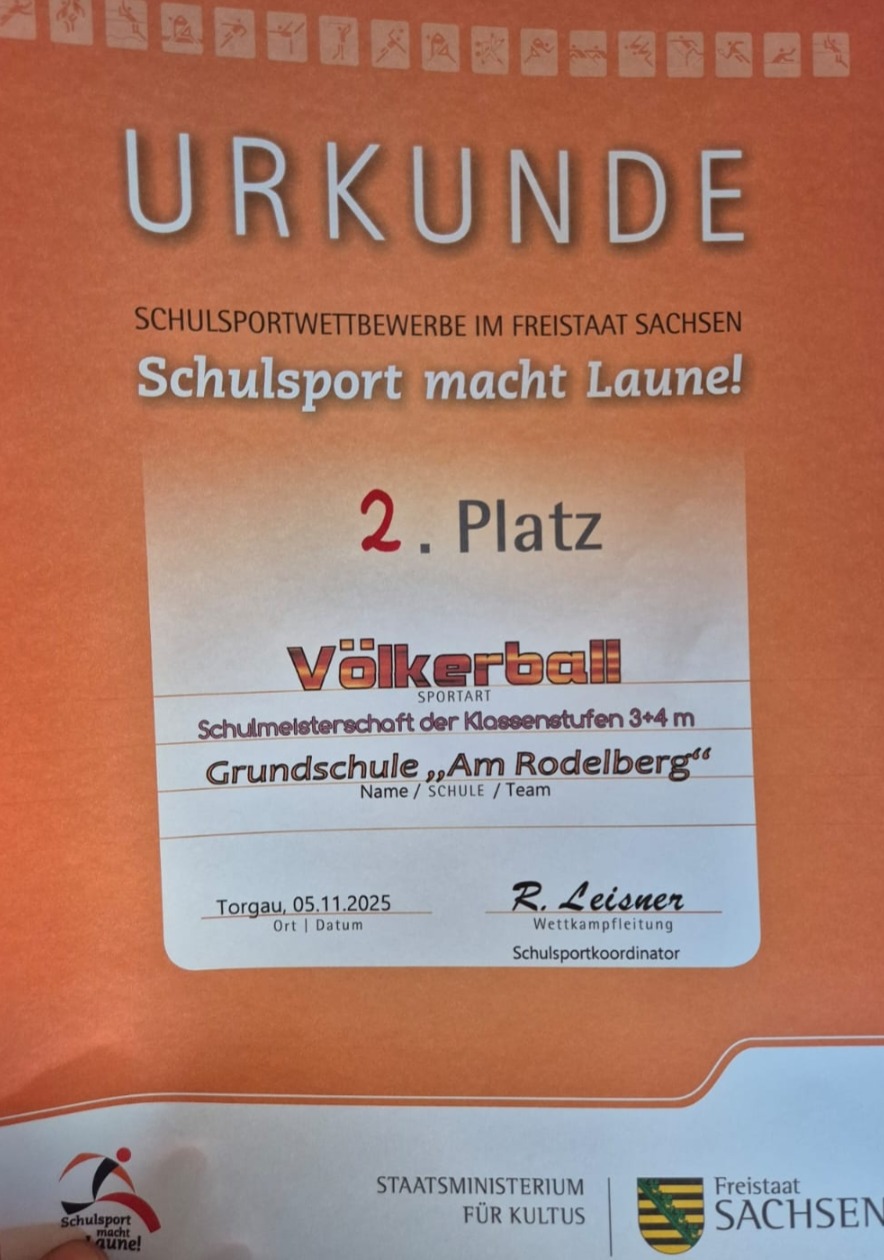 URKUNDE
SCHULSPORTWETTBEWERBE IM FREISTAAT SACHSEN
Schulsport macht Laune!
2. Platz
Völkerball
SPORTART
Schulmeisterschaft der Klassenstufen 3+4 m
Grundschule „Am Rodelberg“
Name / SCHULE / Team
Torgau, 05.11.2025
Ort | Datum
R. Leisner
Wettkampfleitung
Schulsportkoordinator
Schulsport
macht
Laune!
STAATSMINISTERIUM
FÜR KULTUS
Freistaat
SACHSEN